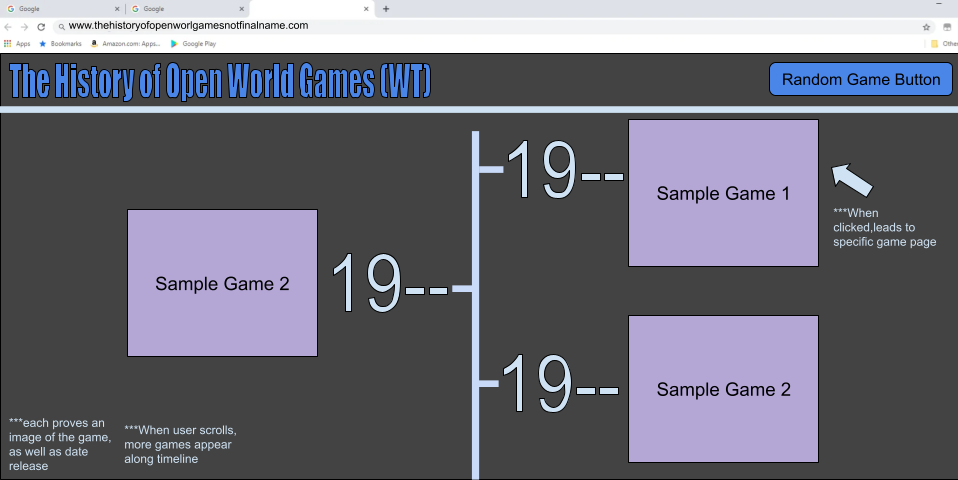 Google
Google
www.thehistoryofopenworlgamesnotfinalname.com
Apps Bookmarks Amazon.com: Apps... Google Play Other
The History of Open World Games (WT)
Random Game Button
19--
Sample Game 1
***When
clicked,leads to
specific game page
Sample Game 2
19--
19--
Sample Game 2
***each proves an
image of the game,
as well as date
release
***When user scrolls,
more games appear
along timeline